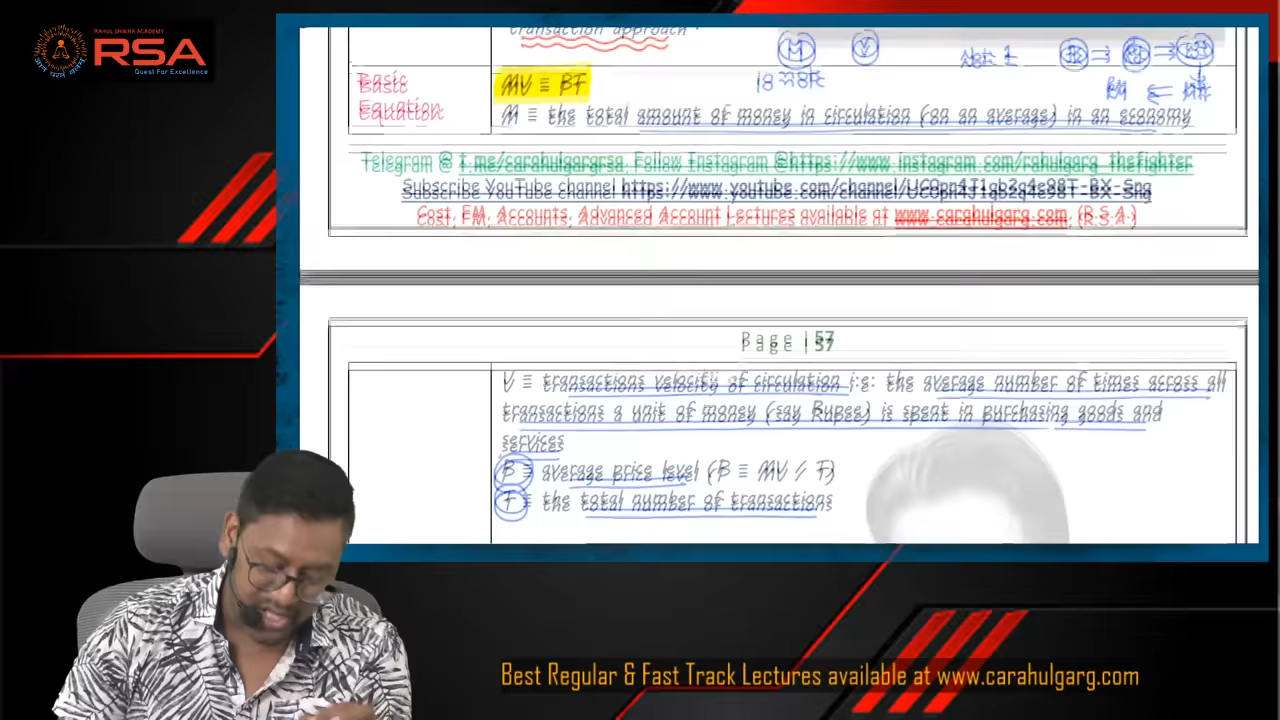 RAHUL SHIKHA ACADEMY
RSA
Quest For Excellence
transaction approach
M V
Basic Equation
MV = PT
M = the total amount of money in circulation (on an average) in an economy
Telegram @ t.me/carahulgargrsa Follow Instagram @https://www.instagram.com/rahulgarg_thefighter
Subscribe YouTube channel https://www.youtube.com/channel/
Cost, FM, Accounts, Advanced Account Lectures available at www.carahulgarg.com, (R.S.A.)
Page | 57
V = transactions velocity of circulation i.e. the average number of times across all
transactions a unit of money (say Rupee) is spent in purchasing goods and
services
P = average price level (P = MV / T)
T = the total number of transactions
Best Regular & Fast Track Lectures available at www.carahulgarg.com